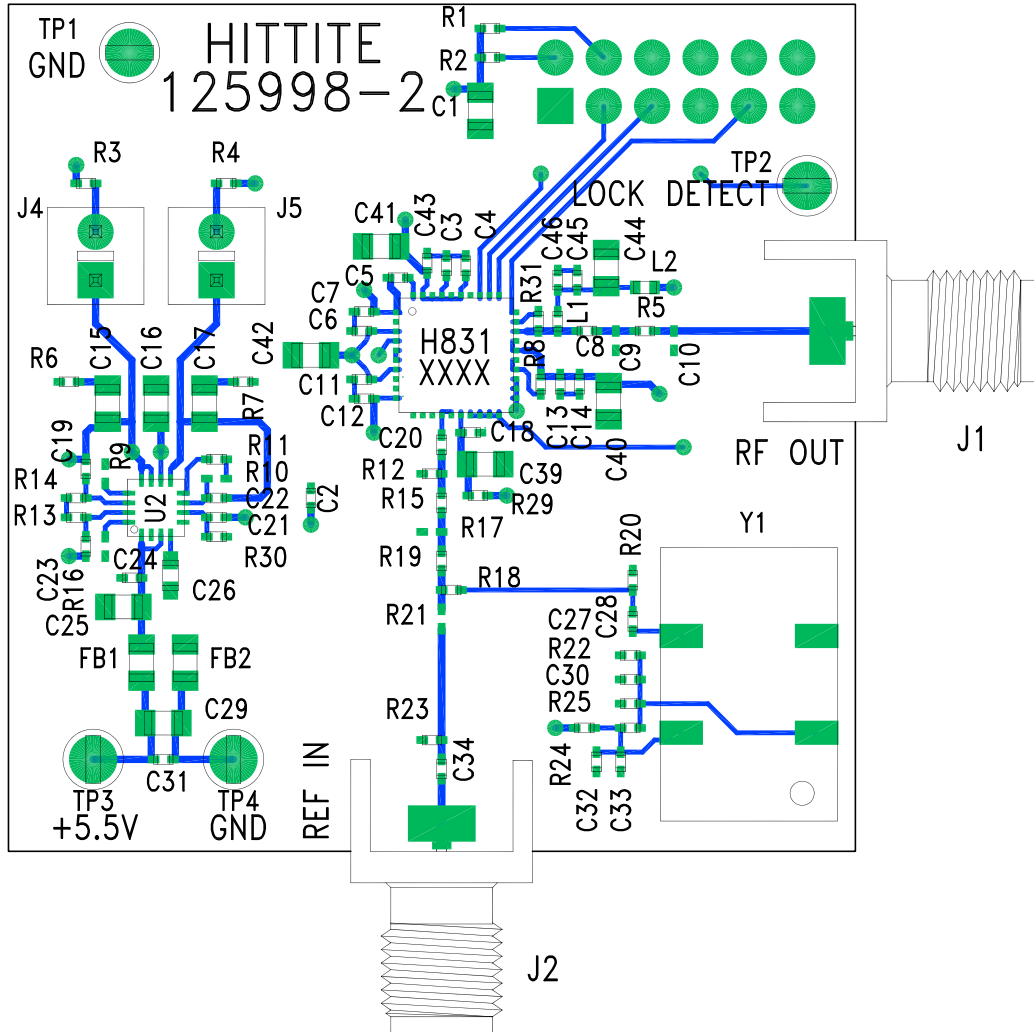 TP1
GND
HITTITE
125998-2
R1
R2
C1
R3
R4
TP2
LOCK DETECT
J4
J5
C41
C43
C3
C4
C46
C45
C44
L2
C5
C7
C6
R31
L1
R5
H831
XXXX
R8
C8
C9
C10
C15
C16
C17
C42
R6
R7
C11
C12
C13
C14
C40
RF OUT
J1
C19
R9
R11
R10
C20
C18
R12
C39
R14
R13
U2
C22
C21
C2
R15
R29
R17
Y1
R30
R19
R20
C23
R16
C24
C26
R18
C25
R21
C27
C28
FB1
FB2
R22
C30
R25
C29
R23
R24
C31
C34
C32
C33
TP3
+5.5V
TP4
GND
REF IN
J2